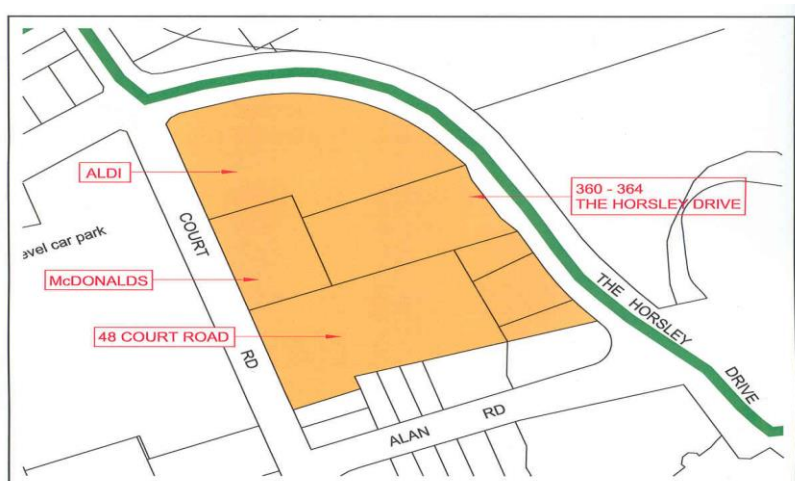 ALDI
360 - 364
THE HORSLEY DRIVE
COURT
RD
evel car park
McDONALDS
48 COURT ROAD
THE HORSLEY
DRIVE
ALAN RD